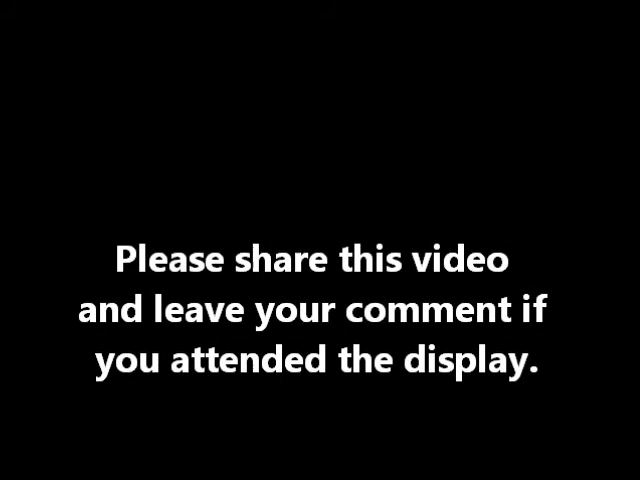 Please share this video
and leave your comment if
you attended the display.